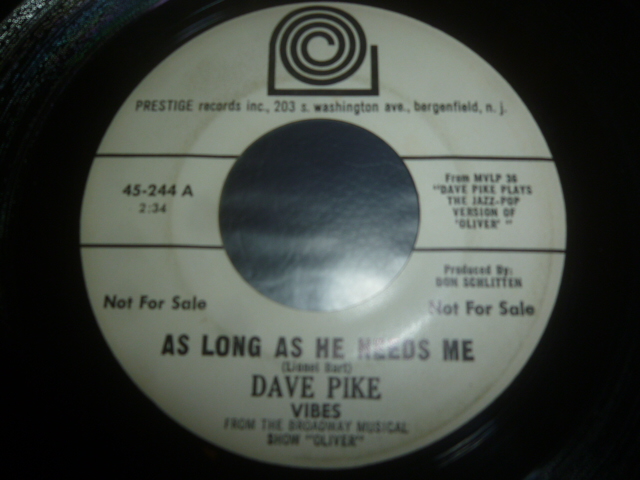 PRESTIGE records inc., 203 s. washington ave., bergenfield, n. j.
45-244 A
2:34
From MVLP 36
"DAVE PIKE PLAYS
THE JAZZ-POP
VERSION OF
'OLIVER' "
Produced By:
DON SCHLITTEN
Not For Sale
Not For Sale
AS LONG AS HE NEEDS ME
(Lionel Bart)
DAVE PIKE
VIBES
FROM THE BROADWAY MUSICAL
SHOW "OLIVER"